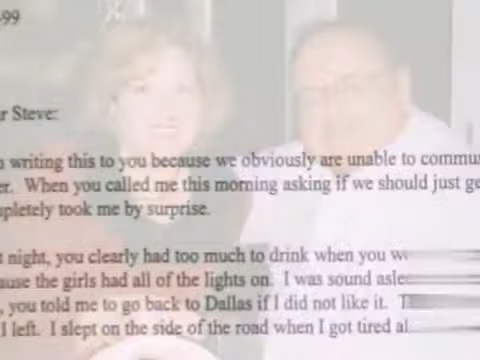 99
r Steve:
writing this to you because we obviously are unable to commu
er. When you called me this morning asking if we should just ge
pletely took me by surprise.
night, you clearly had too much to drink when you w
ause the girls had all of the lights on. I was sound asle
, you told me to go back to Dallas if I did not like it.
I left. I slept on the side of the road when I got tired al